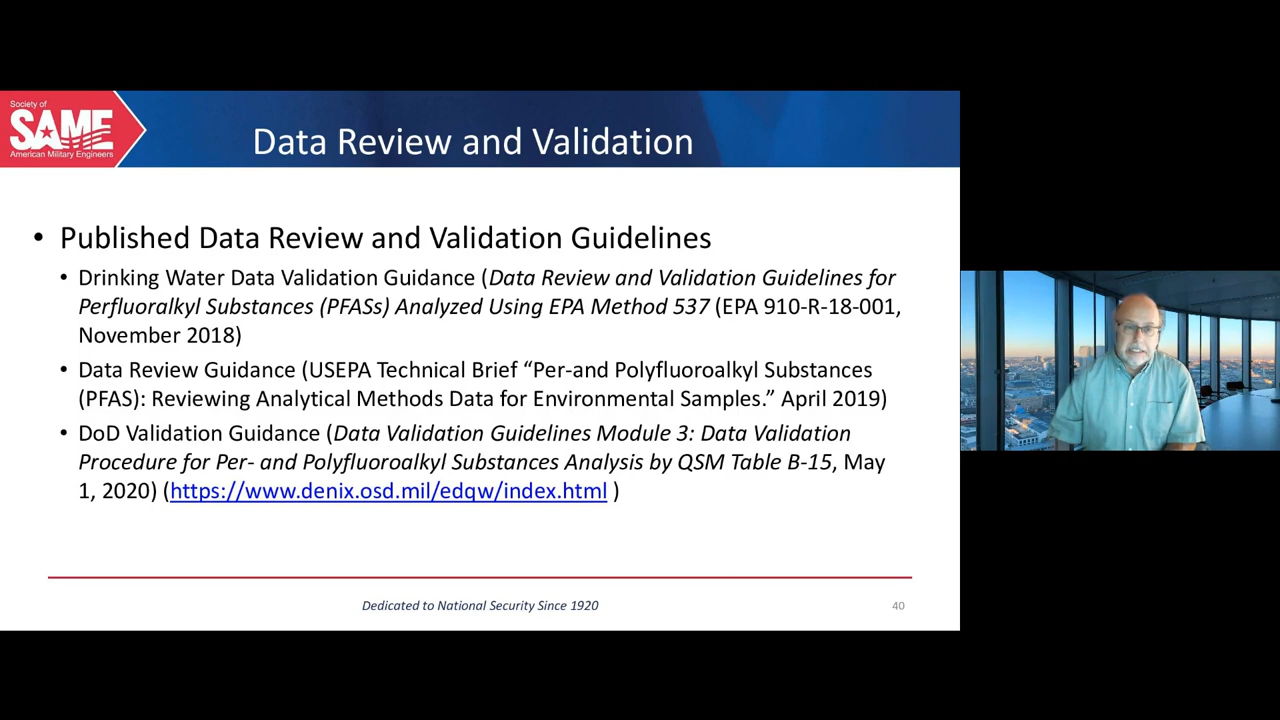 Society of
SAME
American Military Engineers
Data Review and Validation
• Published Data Review and Validation Guidelines
• Drinking Water Data Validation Guidance (Data Review and Validation Guidelines for
Perfluoralkyl Substances (PFASs) Analyzed Using EPA Method 537 (EPA 910-R-18-001,
November 2018)
• Data Review Guidance (USEPA Technical Brief “Per-and Polyfluoroalkyl Substances
(PFAS): Reviewing Analytical Methods Data for Environmental Samples.” April 2019)
• DoD Validation Guidance (Data Validation Guidelines Module 3: Data Validation
Procedure for Per- and Polyfluoroalkyl Substances Analysis by QSM Table B-15, May
1, 2020) (https://www.denix.osd.mil/edqw/index.html )
Dedicated to National Security Since 1920
40